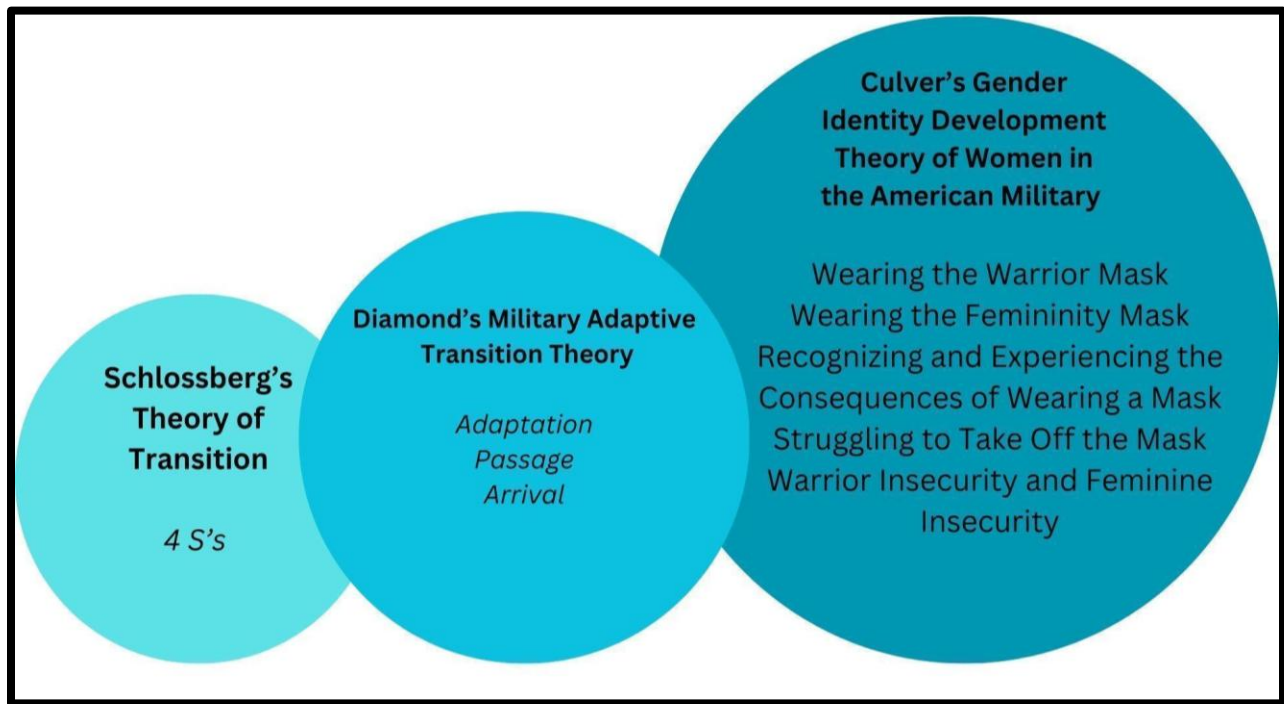 Schlossberg's
Theory of
Transition
4 S's
Diamond's Military Adaptive
Transition Theory
Adaptation
Passage
Arrival
Culver's Gender
Identity Development
Theory of Women in
the American Military
Wearing the Warrior Mask
Wearing the Femininity Mask
Recognizing and Experiencing the
Consequences of Wearing a Mask
Struggling to Take Off the Mask
Warrior Insecurity and Feminine
Insecurity